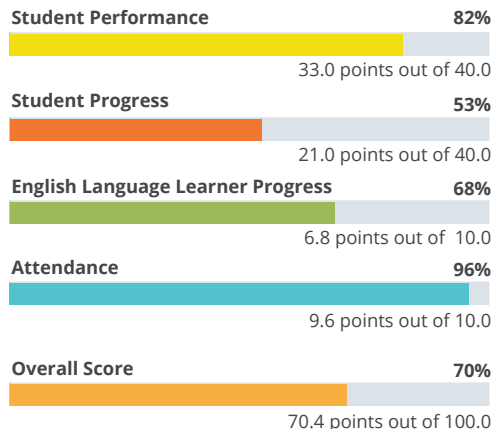 Student Performance 82%
33.0 points out of 40.0
Student Progress 53%
21.0 points out of 40.0
English Language Learner Progress 68%
6.8 points out of 10.0
Attendance 96%
9.6 points out of 10.0
Overall Score 70%
70.4 points out of 100.0